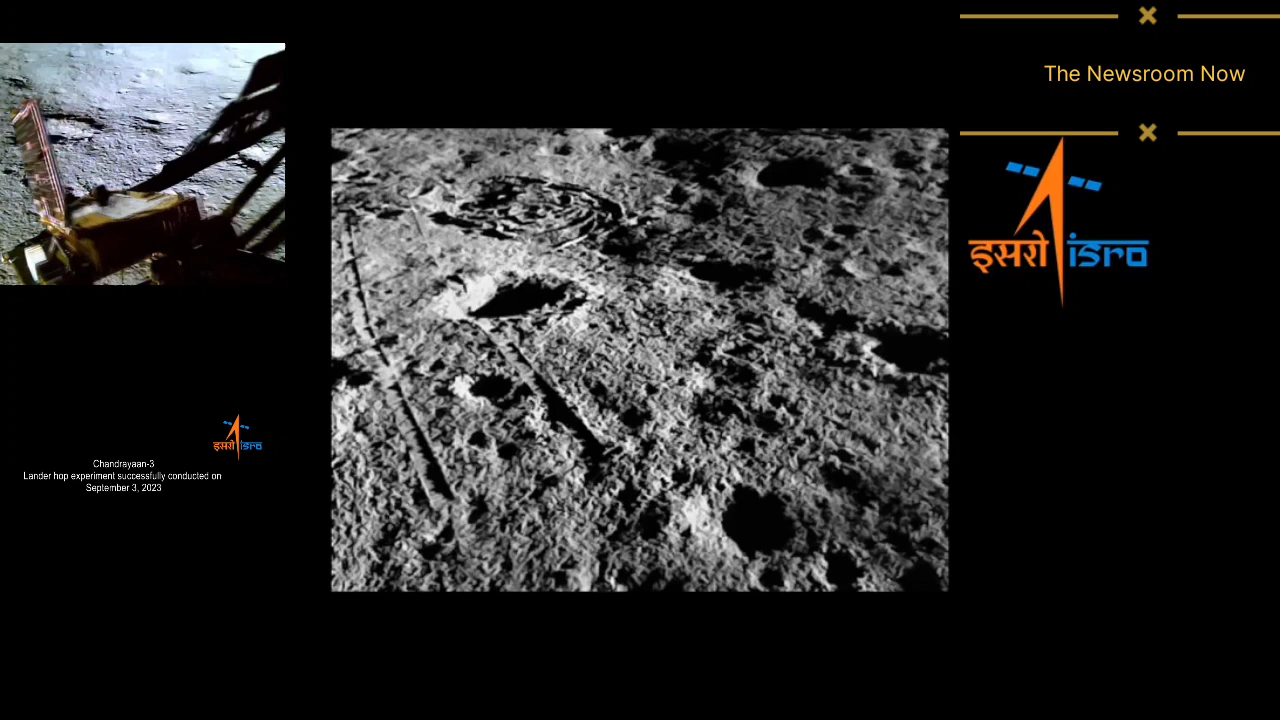 The Newsroom Now
इसरो isro
इसरो isro
Chandrayaan-3
Lander hop experiment successfully conducted on
September 3, 2023